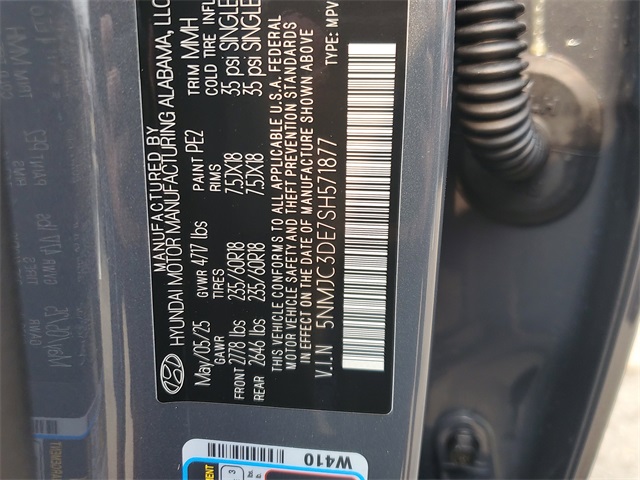 MANUFACTURED BY
HYUNDAI MOTOR MANUFACTURING ALABAMA, LLC
May/05/25 GVWR 4717 lbs PAINT PE2 TRIM MMH
GAWR RIMS COLD TIRE INFL
FRONT 2778 lbs 235/60R18 7.5JX18 35 psi SINGLE
REAR 2646 lbs 235/60R18 7.5JX18 35 psi SINGLE
THIS VEHICLE CONFORMS TO ALL APPLICABLE U.S.A. FEDERAL
MOTOR VEHICLE SAFETY AND THEFT PREVENTION STANDARDS
IN EFFECT ON THE DATE OF MANUFACTURE SHOWN ABOVE
V.I.N 5NMJC3DE7SH571877 TYPE: MPV
W410